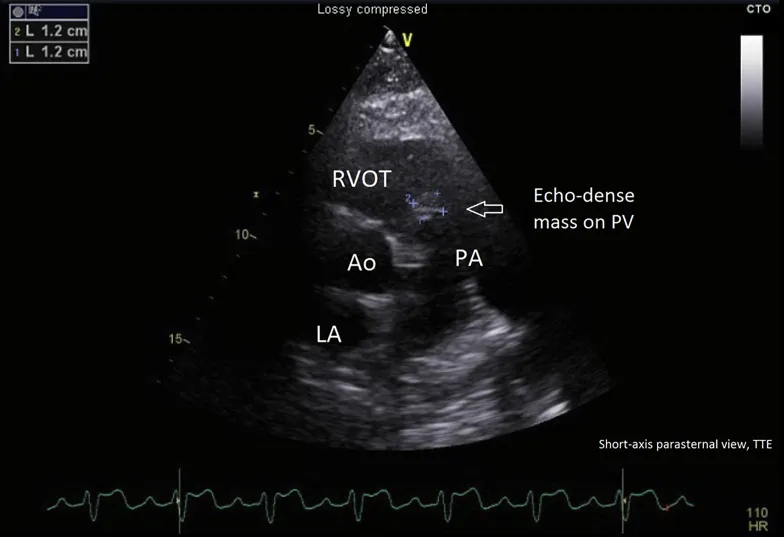 Lossy compressed
CTO
2 L 1.2 cm
1 L 1.2 cm
V
5
RVOT
2
Echo-dense
mass on PV
10
Ao
PA
LA
15
Short-axis parasternal view, TTE
110
HR